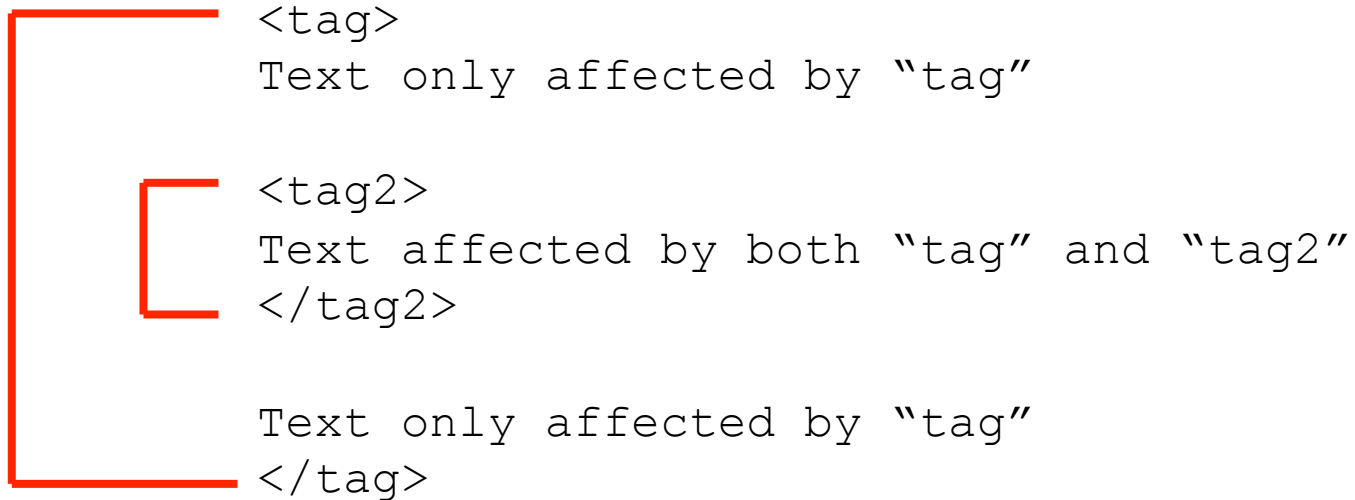 <tag>
Text only affected by “tag”
<tag2>
Text affected by both “tag” and “tag2”
</tag2>
Text only affected by “tag”
</tag>